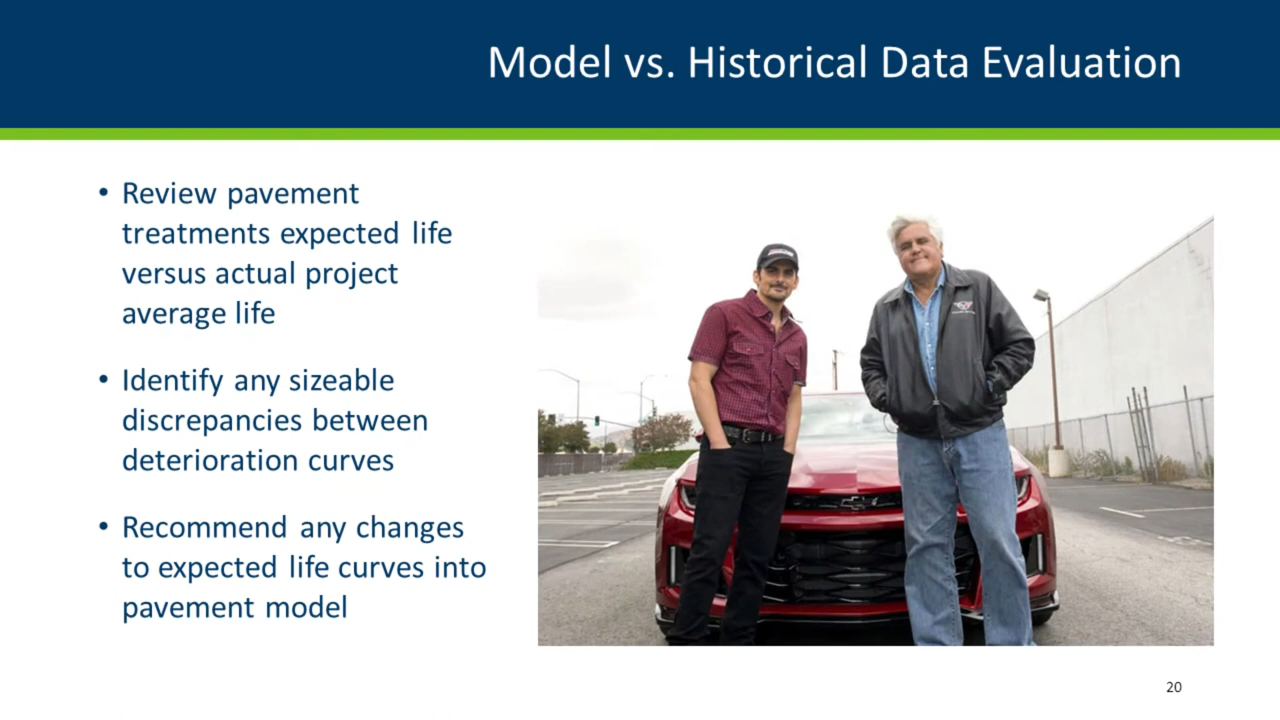 Model vs. Historical Data Evaluation
• Review pavement
treatments expected life
versus actual project
average life
• Identify any sizeable
discrepancies between
deterioration curves
• Recommend any changes
to expected life curves into
pavement model
20